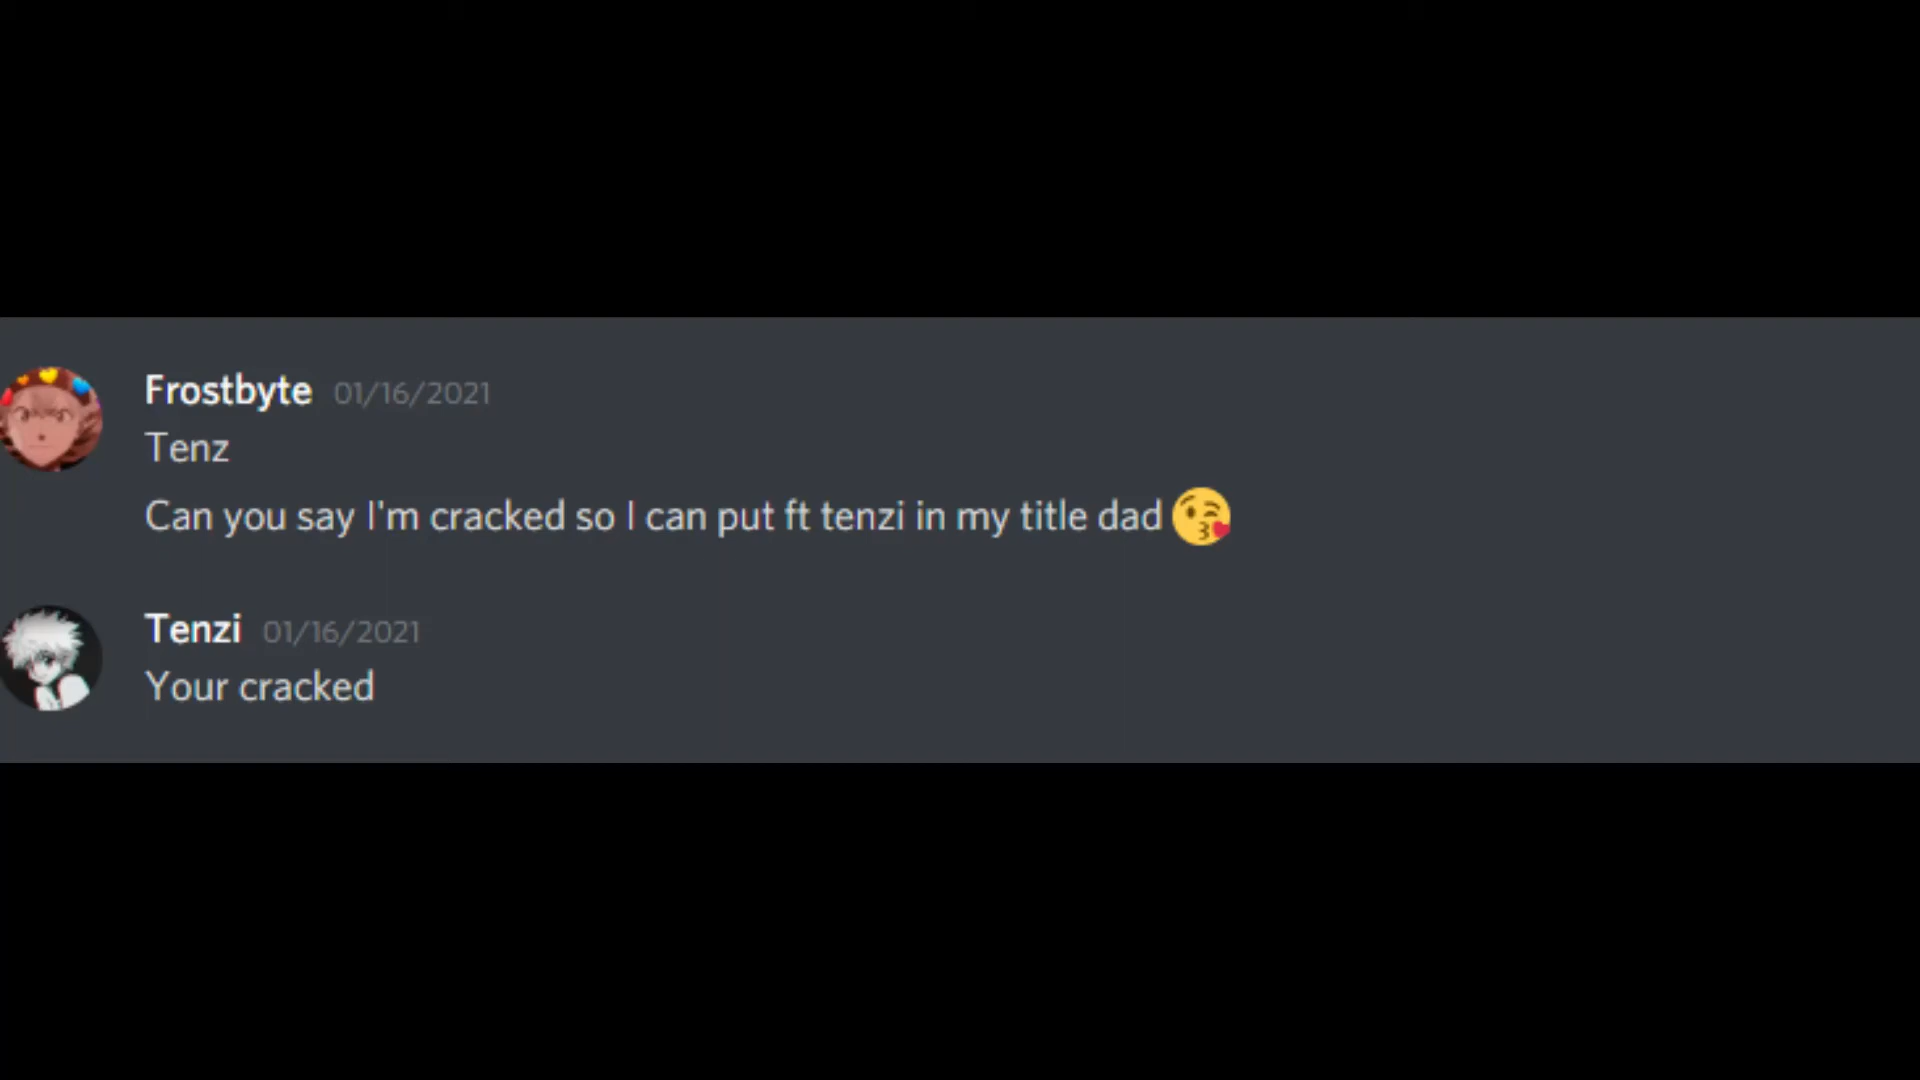 Frostbyte 01/16/2021
Tenz
Can you say I'm cracked so I can put ft tenzi in my title dad 😘
Tenzi 01/16/2021
Your cracked